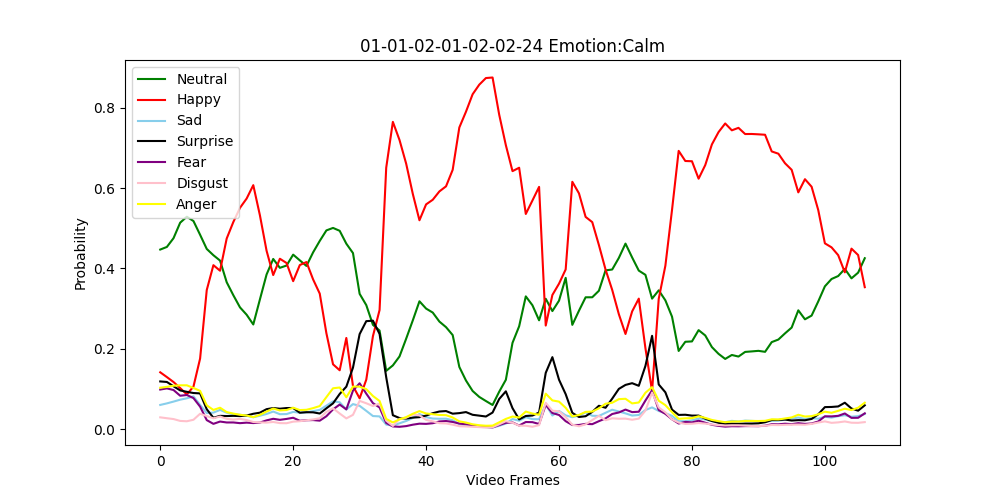 01-01-02-01-02-02-24 Emotion:Calm
Neutral
Happy
Sad
Surprise
Fear
Disgust
Anger
Probability
0.8
0.6
0.4
0.2
0.0
0 20 40 60 80 100
Video Frames